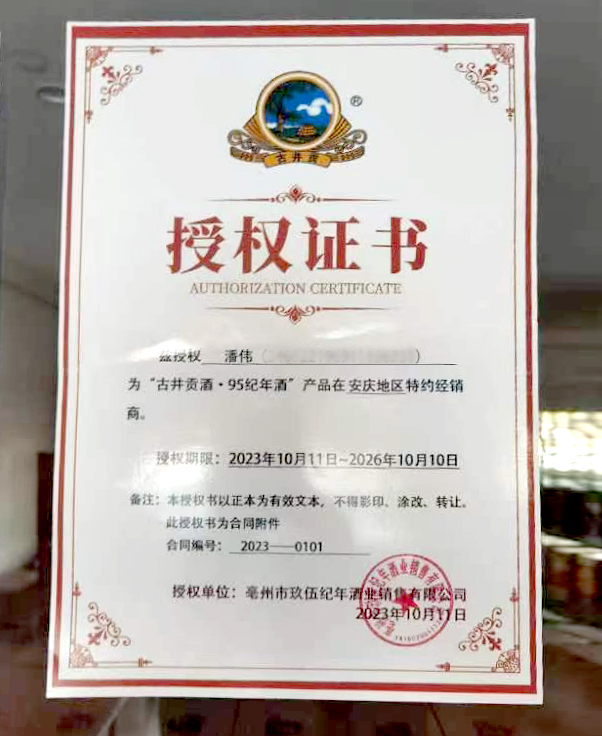 古井贡
®
授权证书
AUTHORIZATION CERTIFICATE
兹授权 潘伟（ ）
为“古井贡酒·95纪年酒”产品在安庆地区特约经销
商。
授权期限：2023年10月11日~2026年10月10日
备注：本授权书以正本为有效文本，不得影印、涂改、转让。
此授权书为合同附件
合同编号： 2023——0101
授权单位：亳州市玖伍纪年酒业销售有限公司
2023年10月11日